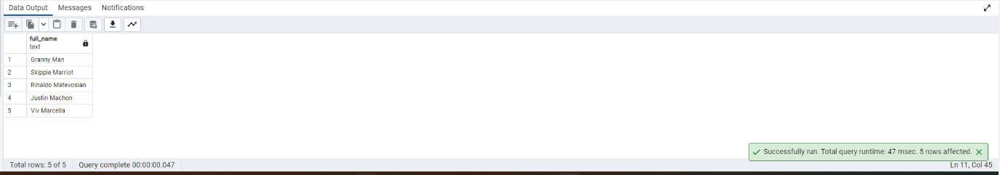 Data Output Messages Notifications
full_name
text
1 Granny Man
2 Skippie Marriot
3 Rinaldo Matevosian
4 Justin Machon
5 Viv Marcella
Successfully run. Total query runtime: 47 msec. 5 rows affected.
Total rows: 5 of 5 Query complete 00:00:00.047 Ln 11, Col 45